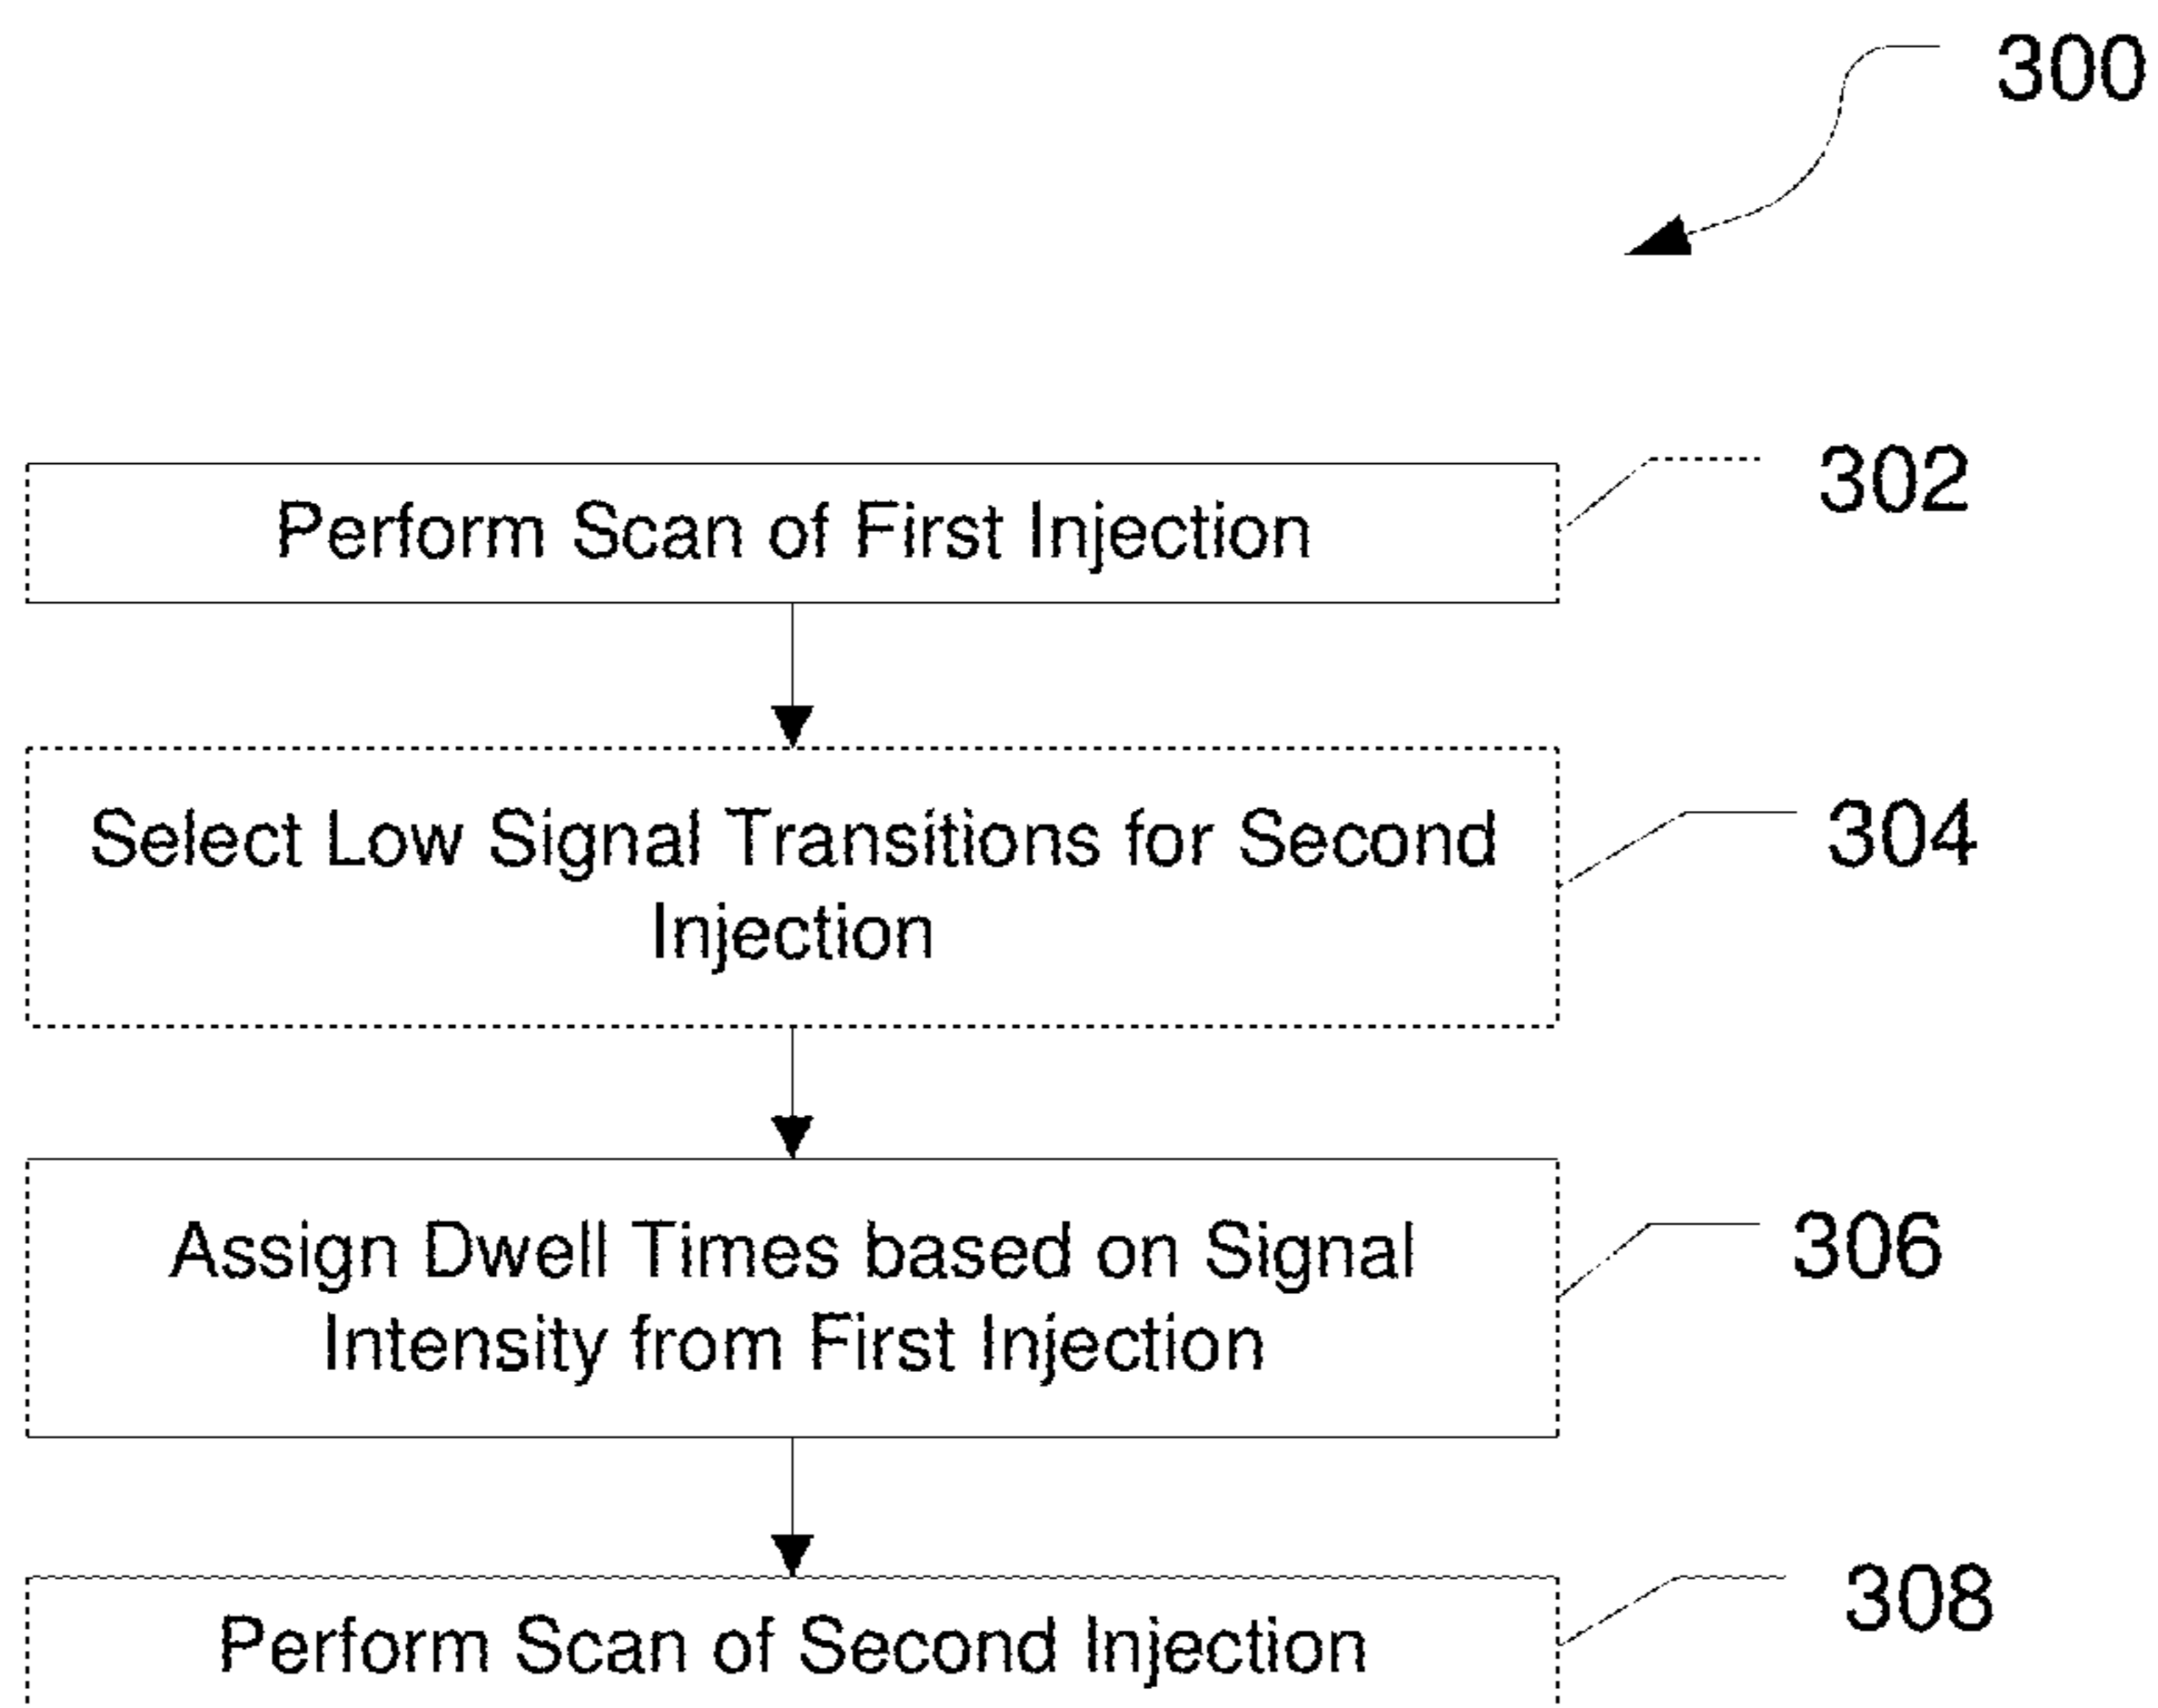 300
Perform Scan of First Injection
302
Select Low Signal Transitions for Second
Injection
304
Assign Dwell Times based on Signal
Intensity from First Injection
306
Perform Scan of Second Injection
308